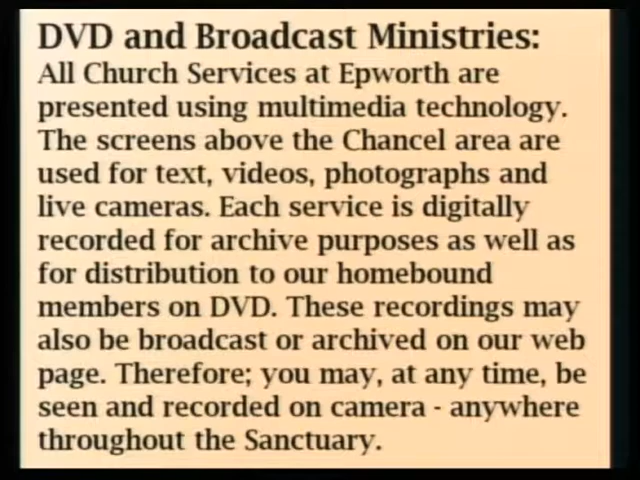 DVD and Broadcast Ministries:
All Church Services at Epworth are
presented using multimedia technology.
The screens above the Chancel area are
used for text, videos, photographs and
live cameras. Each service is digitally
recorded for archive purposes as well as
for distribution to our homebound
members on DVD. These recordings may
also be broadcast or archived on our web
page. Therefore; you may, at any time, be
seen and recorded on camera - anywhere
throughout the Sanctuary.